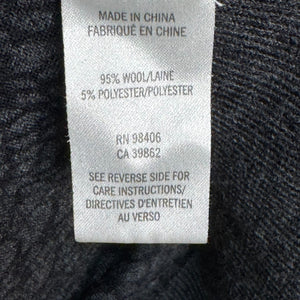 MADE IN CHINA
FABRIQUÉ EN CHINE
95% WOOL/LAINE
5% POLYESTER/POLYESTER
RN 98406
CA 39862
SEE REVERSE SIDE FOR
CARE INSTRUCTIONS/
DIRECTIVES D'ENTRETIEN
AU VERSO